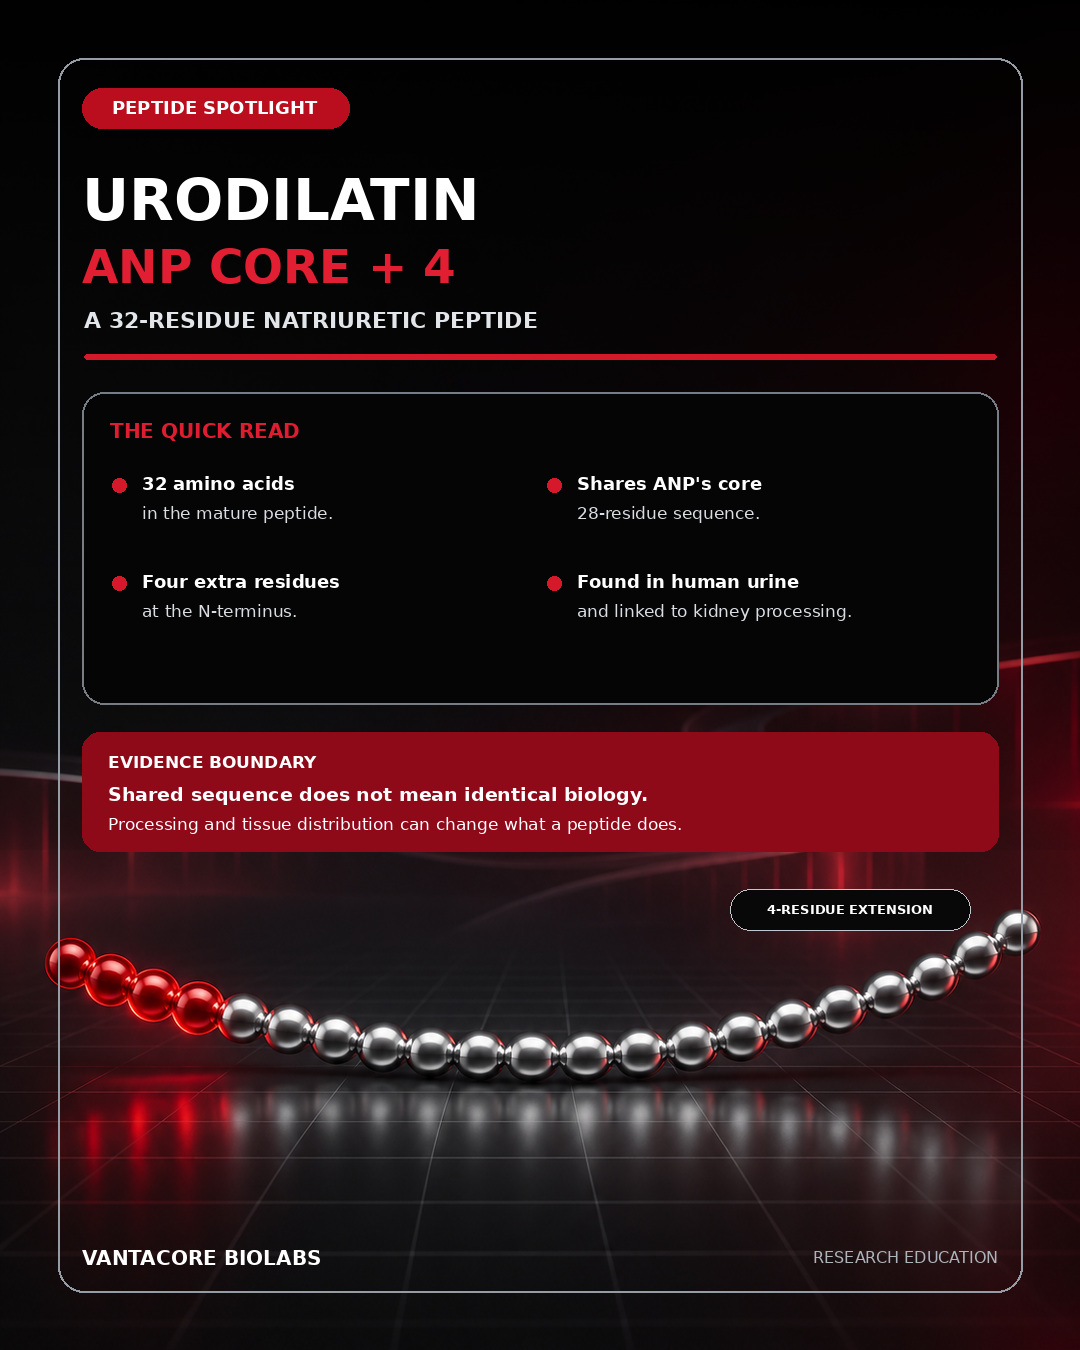 PEPTIDE SPOTLIGHT
URODILATIN
ANP CORE + 4
A 32-RESIDUE NATRIURETIC PEPTIDE
THE QUICK READ
32 amino acids
in the mature peptide.
Shares ANP's core
28-residue sequence.
Four extra residues
at the N-terminus.
Found in human urine
and linked to kidney processing.
EVIDENCE BOUNDARY
Shared sequence does not mean identical biology.
Processing and tissue distribution can change what a peptide does.
4-RESIDUE EXTENSION
VANTACORE BIOLABS
RESEARCH EDUCATION